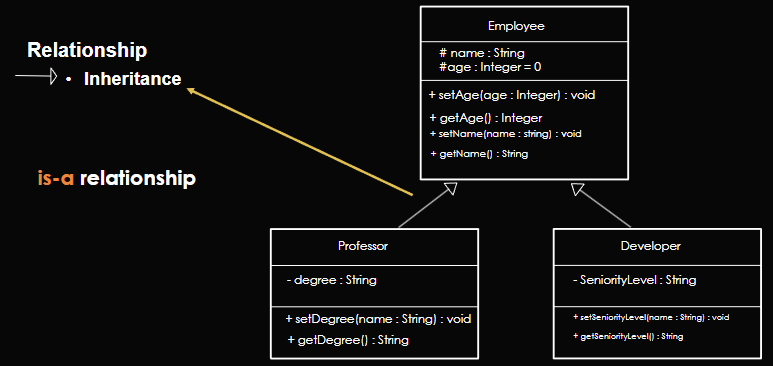 Relationship
• Inheritance
is-a relationship
Employee
# name : String
#age : Integer = 0
+ setAge(age : Integer) : void
+ getAge() : Integer
+ setName(name : string) : void
+ getName() : String
Professor
- degree : String
+ setDegree(name : String) : void
+ getDegree() : String
Developer
- SeniorityLevel : String
+ setSeniorityLevel(name : String) : void
+ getSeniorityLevel() : String